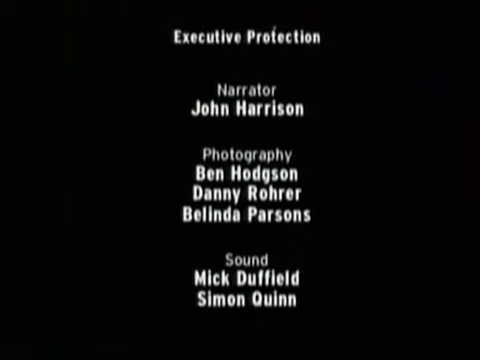 Executive Protection
Narrator
John Harrison
Photography
Ben Hodgson
Danny Rohrer
Belinda Parsons
Sound
Mick Duffield
Simon Quinn